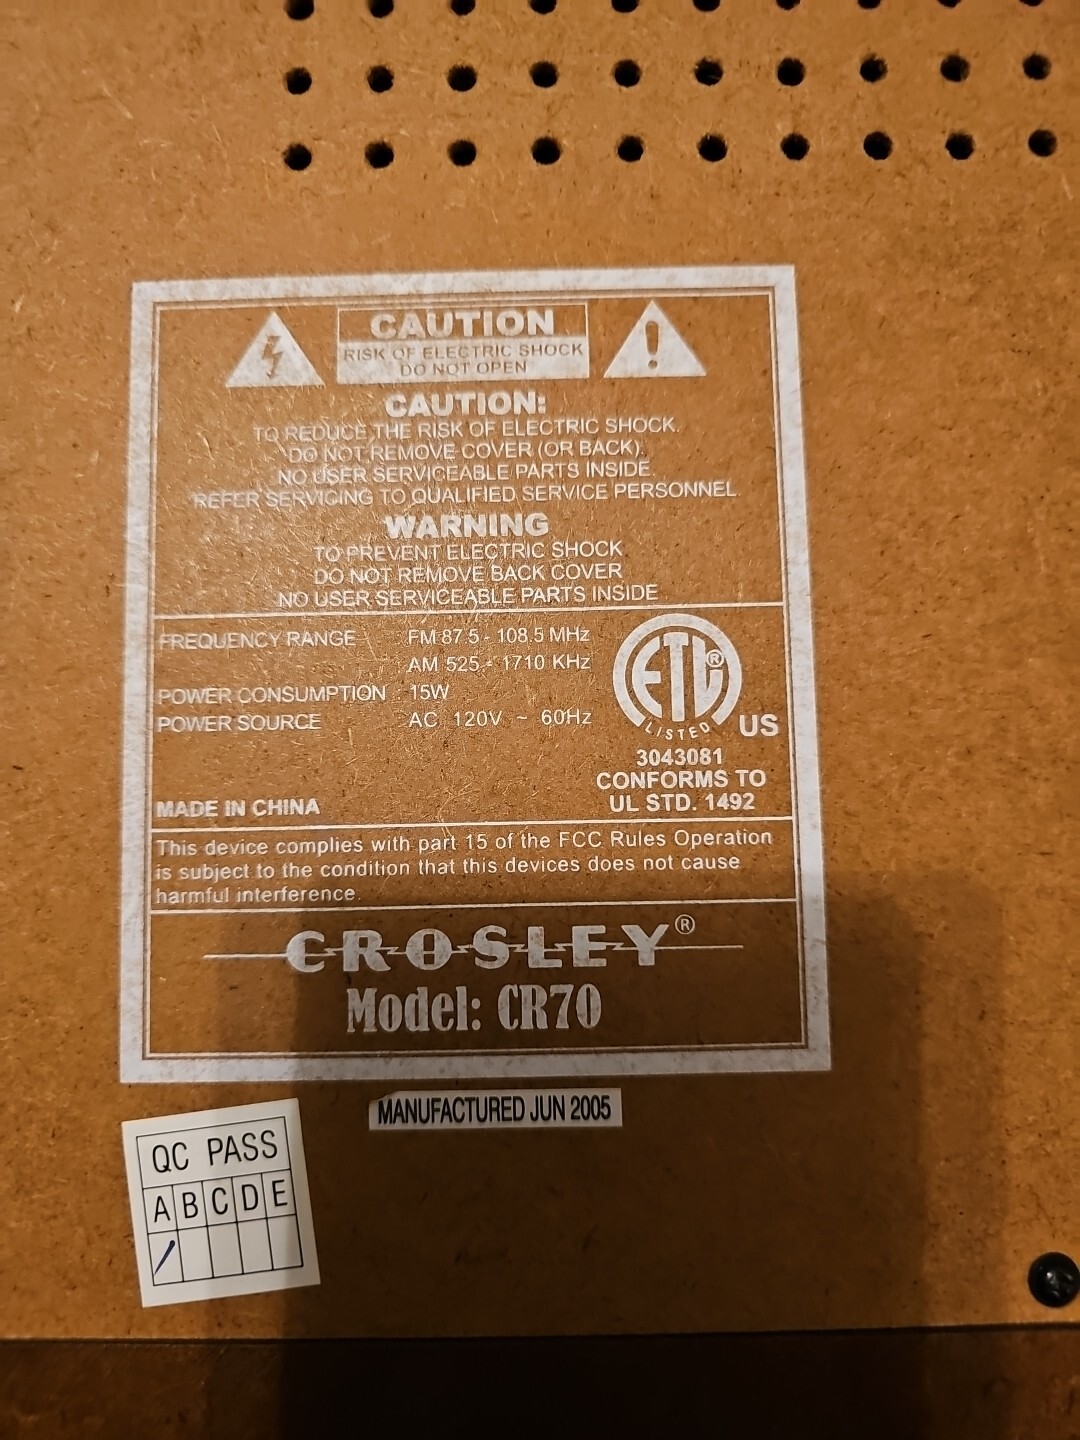 CAUTION
RISK OF ELECTRIC SHOCK
DO NOT OPEN
CAUTION:
TO REDUCE THE RISK OF ELECTRIC SHOCK.
DO NOT REMOVE COVER (OR BACK).
NO USER SERVICEABLE PARTS INSIDE.
REFER SERVICING TO QUALIFIED SERVICE PERSONNEL.
WARNING
TO PREVENT ELECTRIC SHOCK
DO NOT REMOVE BACK COVER
NO USER SERVICEABLE PARTS INSIDE
FREQUENCY RANGE FM 87.5 - 108.5 MHz
AM 525 - 1710 KHz
POWER CONSUMPTION : 15W
POWER SOURCE AC 120V ~ 60Hz
ETL®
LISTED
US
3043081
CONFORMS TO
UL STD. 1492
MADE IN CHINA
This device complies with part 15 of the FCC Rules Operation
is subject to the condition that this devices does not cause
harmful interference.
CROSLEY®
Model: CR70
MANUFACTURED JUN 2005
QC PASS
A B C D E